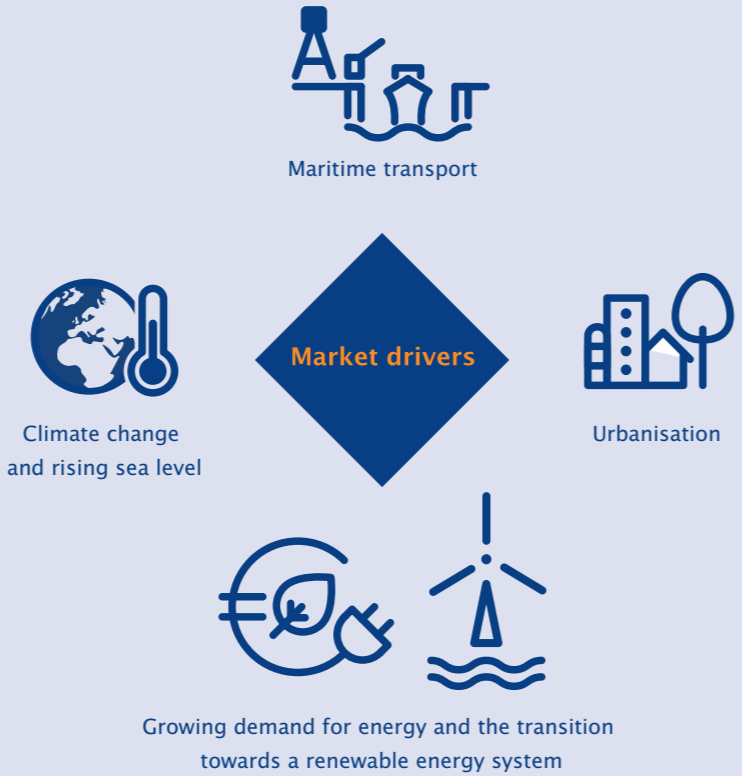 Maritime transport
Market drivers
Climate change
and rising sea level
Urbanisation
Growing demand for energy and the transition
towards a renewable energy system